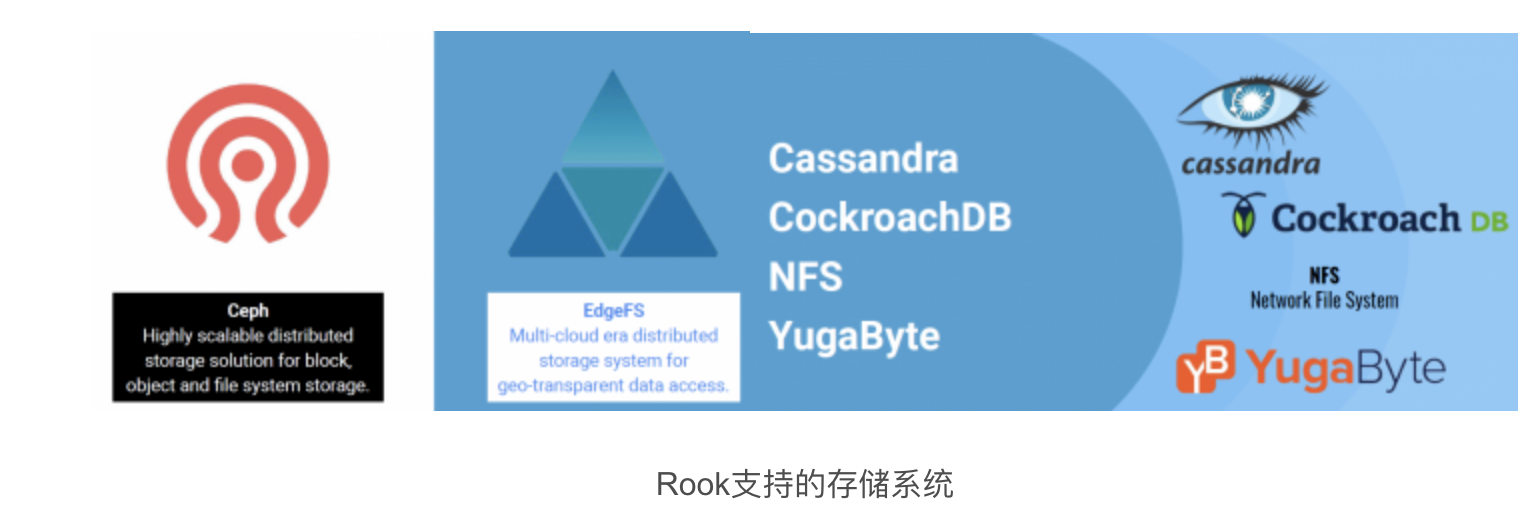 Ceph
Highly scalable distributed
storage solution for block,
object and file system storage.
EdgeFS
Multi-cloud era distributed
storage system for
geo-transparent data access.
Cassandra
CockroachDB
NFS
YugaByte
cassandra
Cockroach DB
NFS
Network File System
YB YugaByte
Rook支持的存储系统